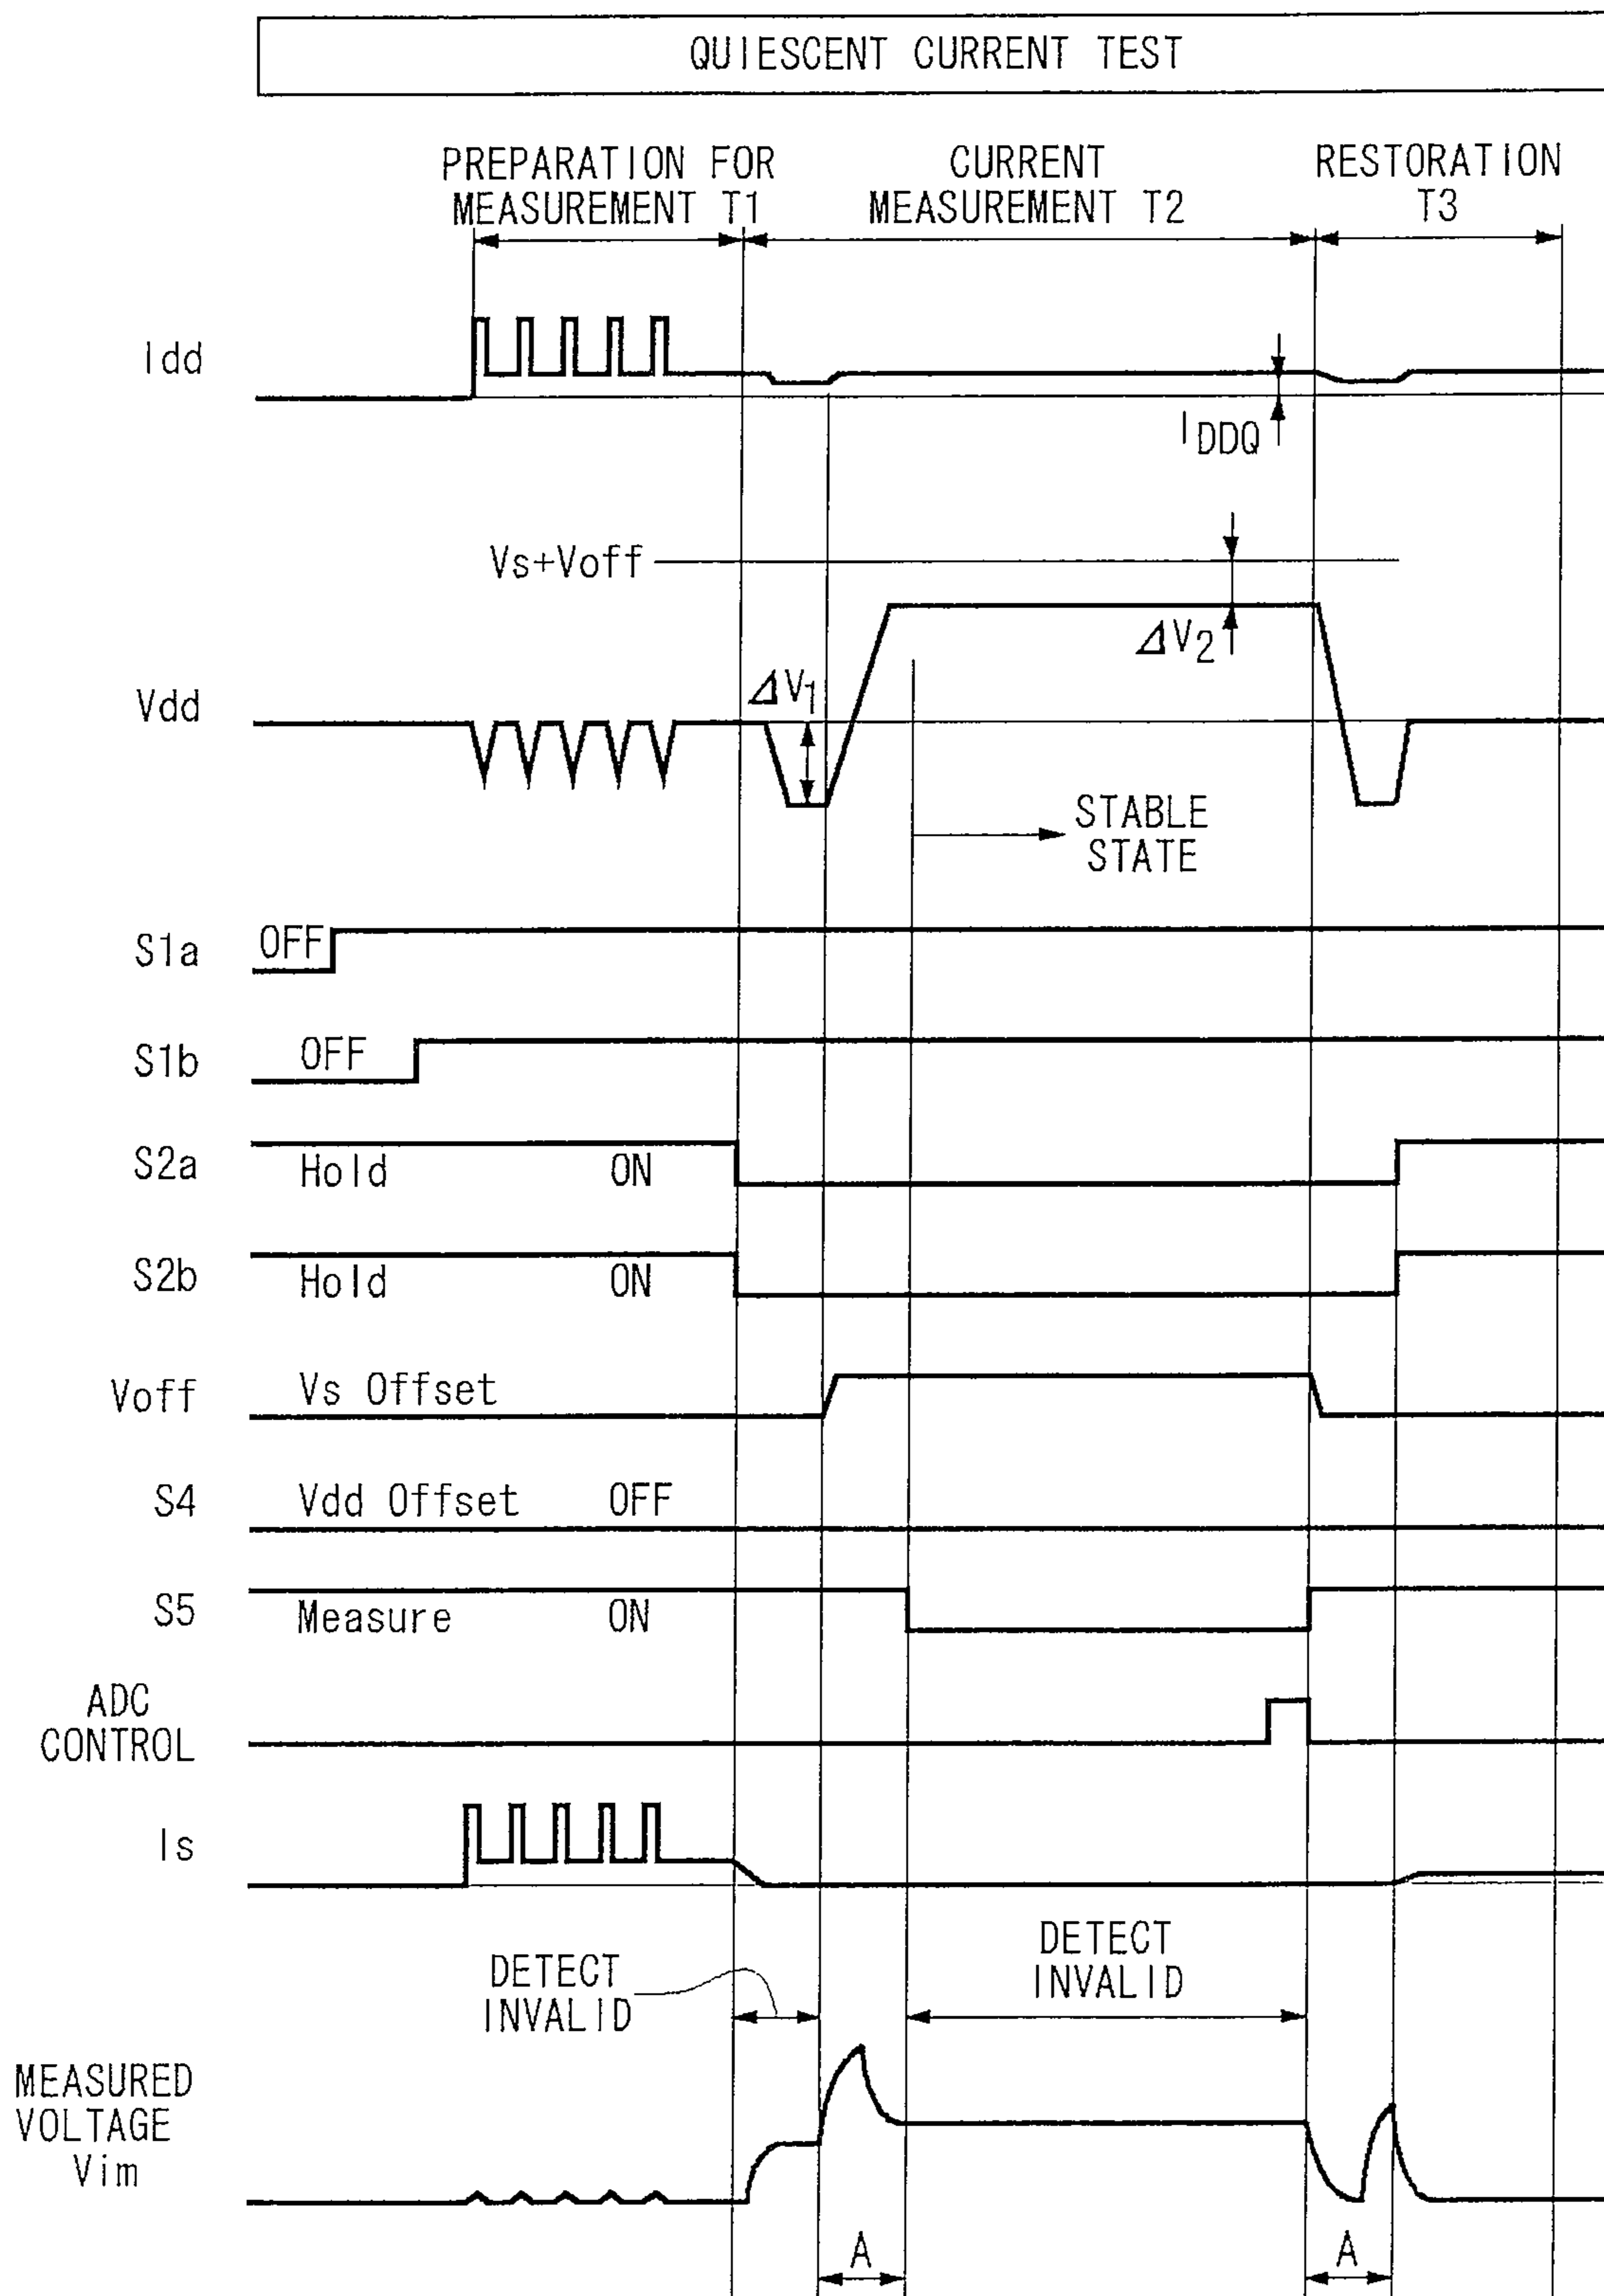 QUIESCENT CURRENT TEST
PREPARATION FOR
MEASUREMENT T1
CURRENT
MEASUREMENT T2
RESTORATION
T3
Idd
IDDQ
Vs+Voff
ΔV2
ΔV1
Vdd
STABLE
STATE
S1a OFF
S1b OFF
S2a Hold ON
S2b Hold ON
Voff Vs Offset
S4 Vdd Offset OFF
S5 Measure ON
ADC
CONTROL
Is
DETECT
INVALID
DETECT
INVALID
MEASURED
VOLTAGE
Vim
A A